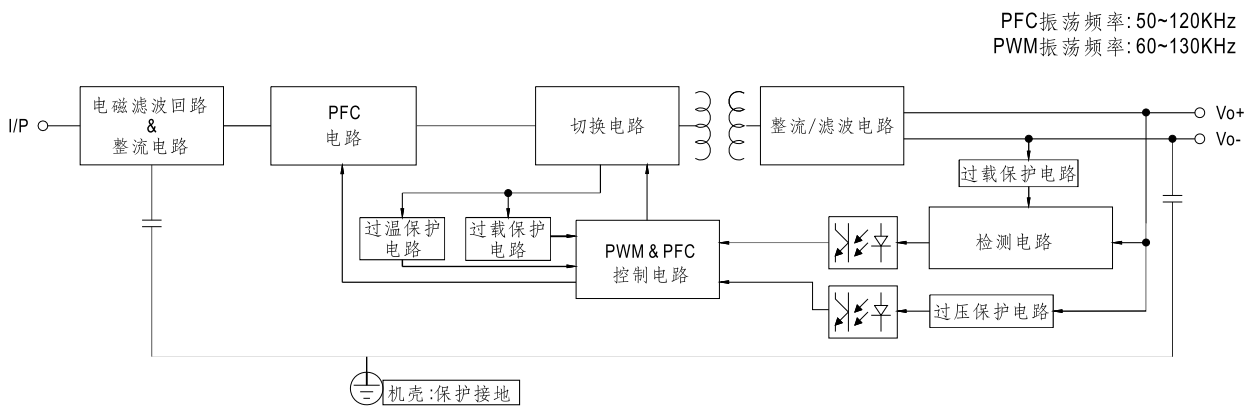 PFC振荡频率: 50~120KHz
PWM振荡频率: 60~130KHz
I/P
电磁滤波回路
&
整流电路
PFC
电路
切换电路
整流/滤波电路
Vo+
Vo-
过载保护电路
检测电路
过温保护
电路
过载保护
电路
PWM & PFC
控制电路
过压保护电路
机壳:保护接地